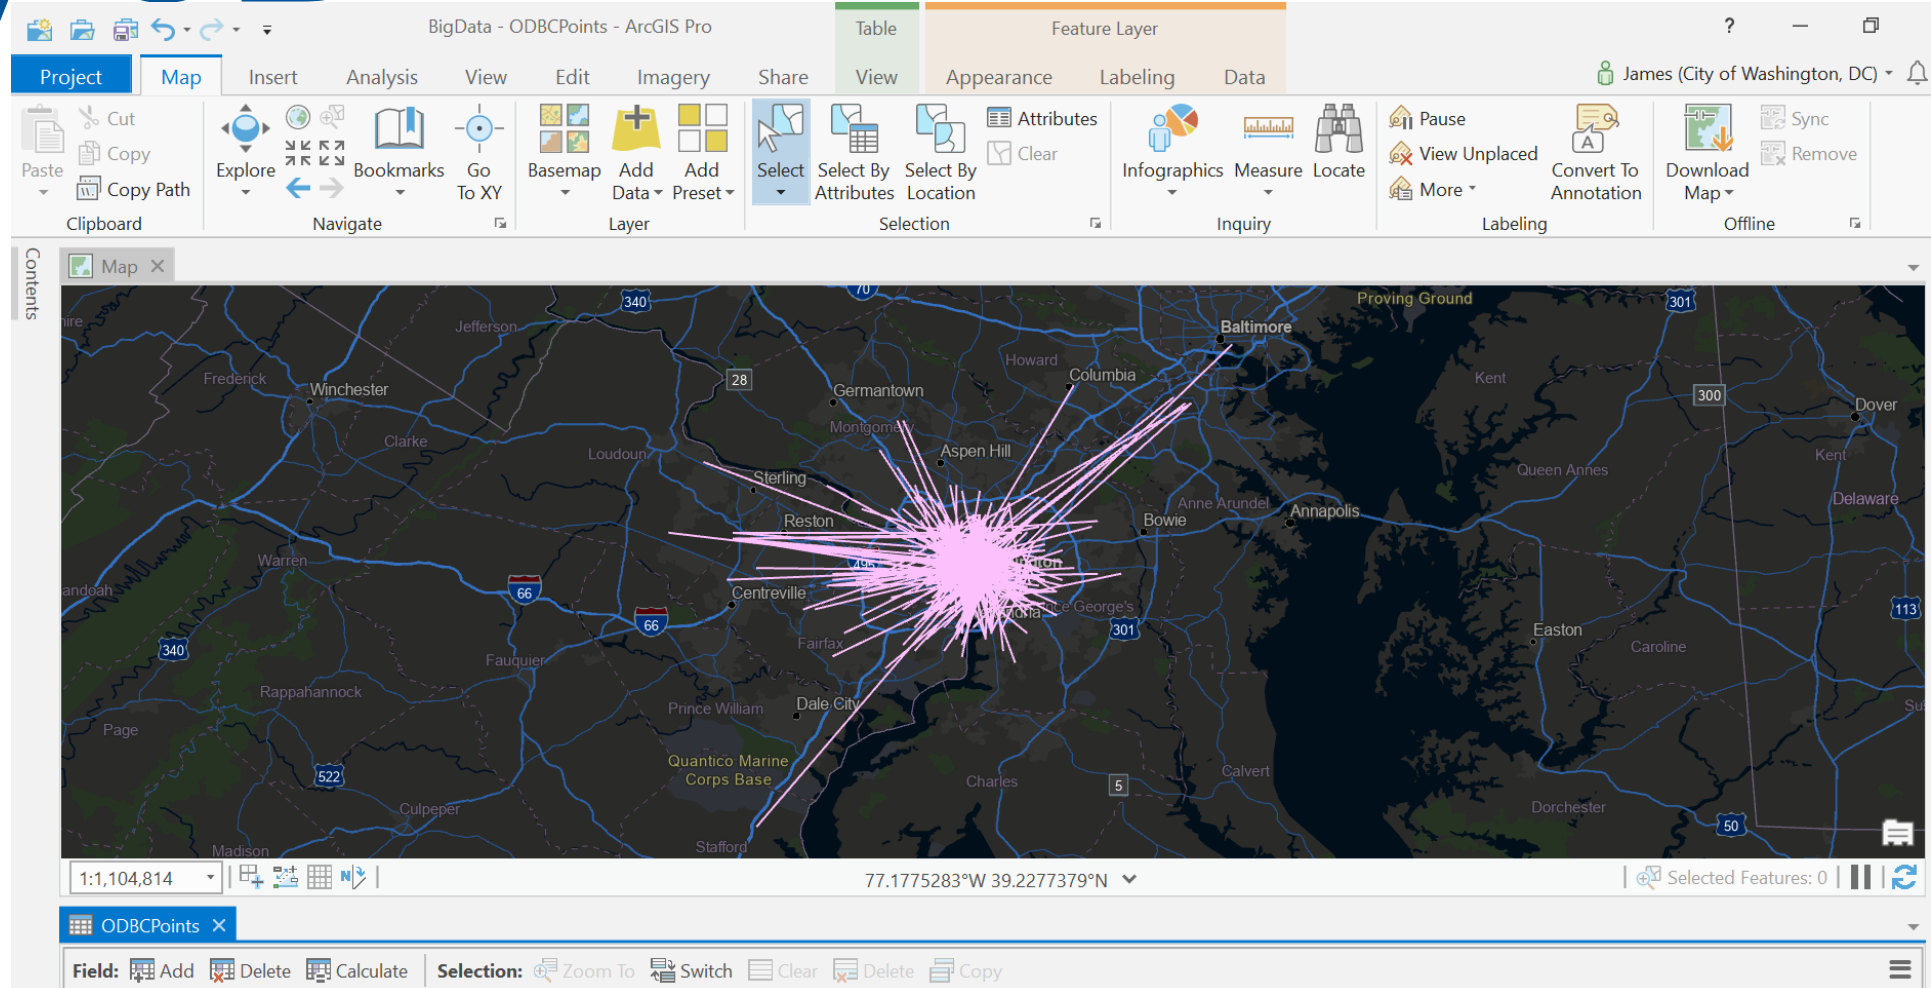 BigData - ODBCPoints - ArcGIS Pro
Table
Feature Layer
?
Project
Map
Insert
Analysis
View
Edit
Imagery
Share
View
Appearance
Labeling
Data
James (City of Washington, DC)
Paste
Cut
Copy
Copy Path
Clipboard
Explore
Bookmarks
Go
To XY
Navigate
Basemap
Add
Data
Add
Preset
Layer
Select
Select By
Attributes
Select By
Location
Attributes
Clear
Selection
Infographics
Measure
Locate
Inquiry
Pause
View Unplaced
More
Convert To
Annotation
Labeling
Download
Map
Sync
Remove
Offline
Contents
Map
340
70
Proving Ground
301
Jefferson
Baltimore
Howard
Frederick
Winchester
28
Germantown
Columbia
Kent
300
Dover
Clarke
Montgomery
Loudoun
Aspen Hill
Kent
Sterling
Queen Annes
Reston
Anne Arundel
Bowie
Annapolis
Delaware
Warren
495
66
Centreville
66
301
113
340
Fairfax
Easton
Caroline
Fauquier
Rappahannock
Prince William
Dale City
Page
Quantico Marine
Corps Base
522
Charles
5
Calvert
Culpeper
Dorchester
50
Madison
Stafford
1:1,104,814
77.1775283°W 39.2277379°N
Selected Features: 0
ODBCPoints
Field: Add Delete Calculate Selection: Zoom To Switch Clear Delete Copy